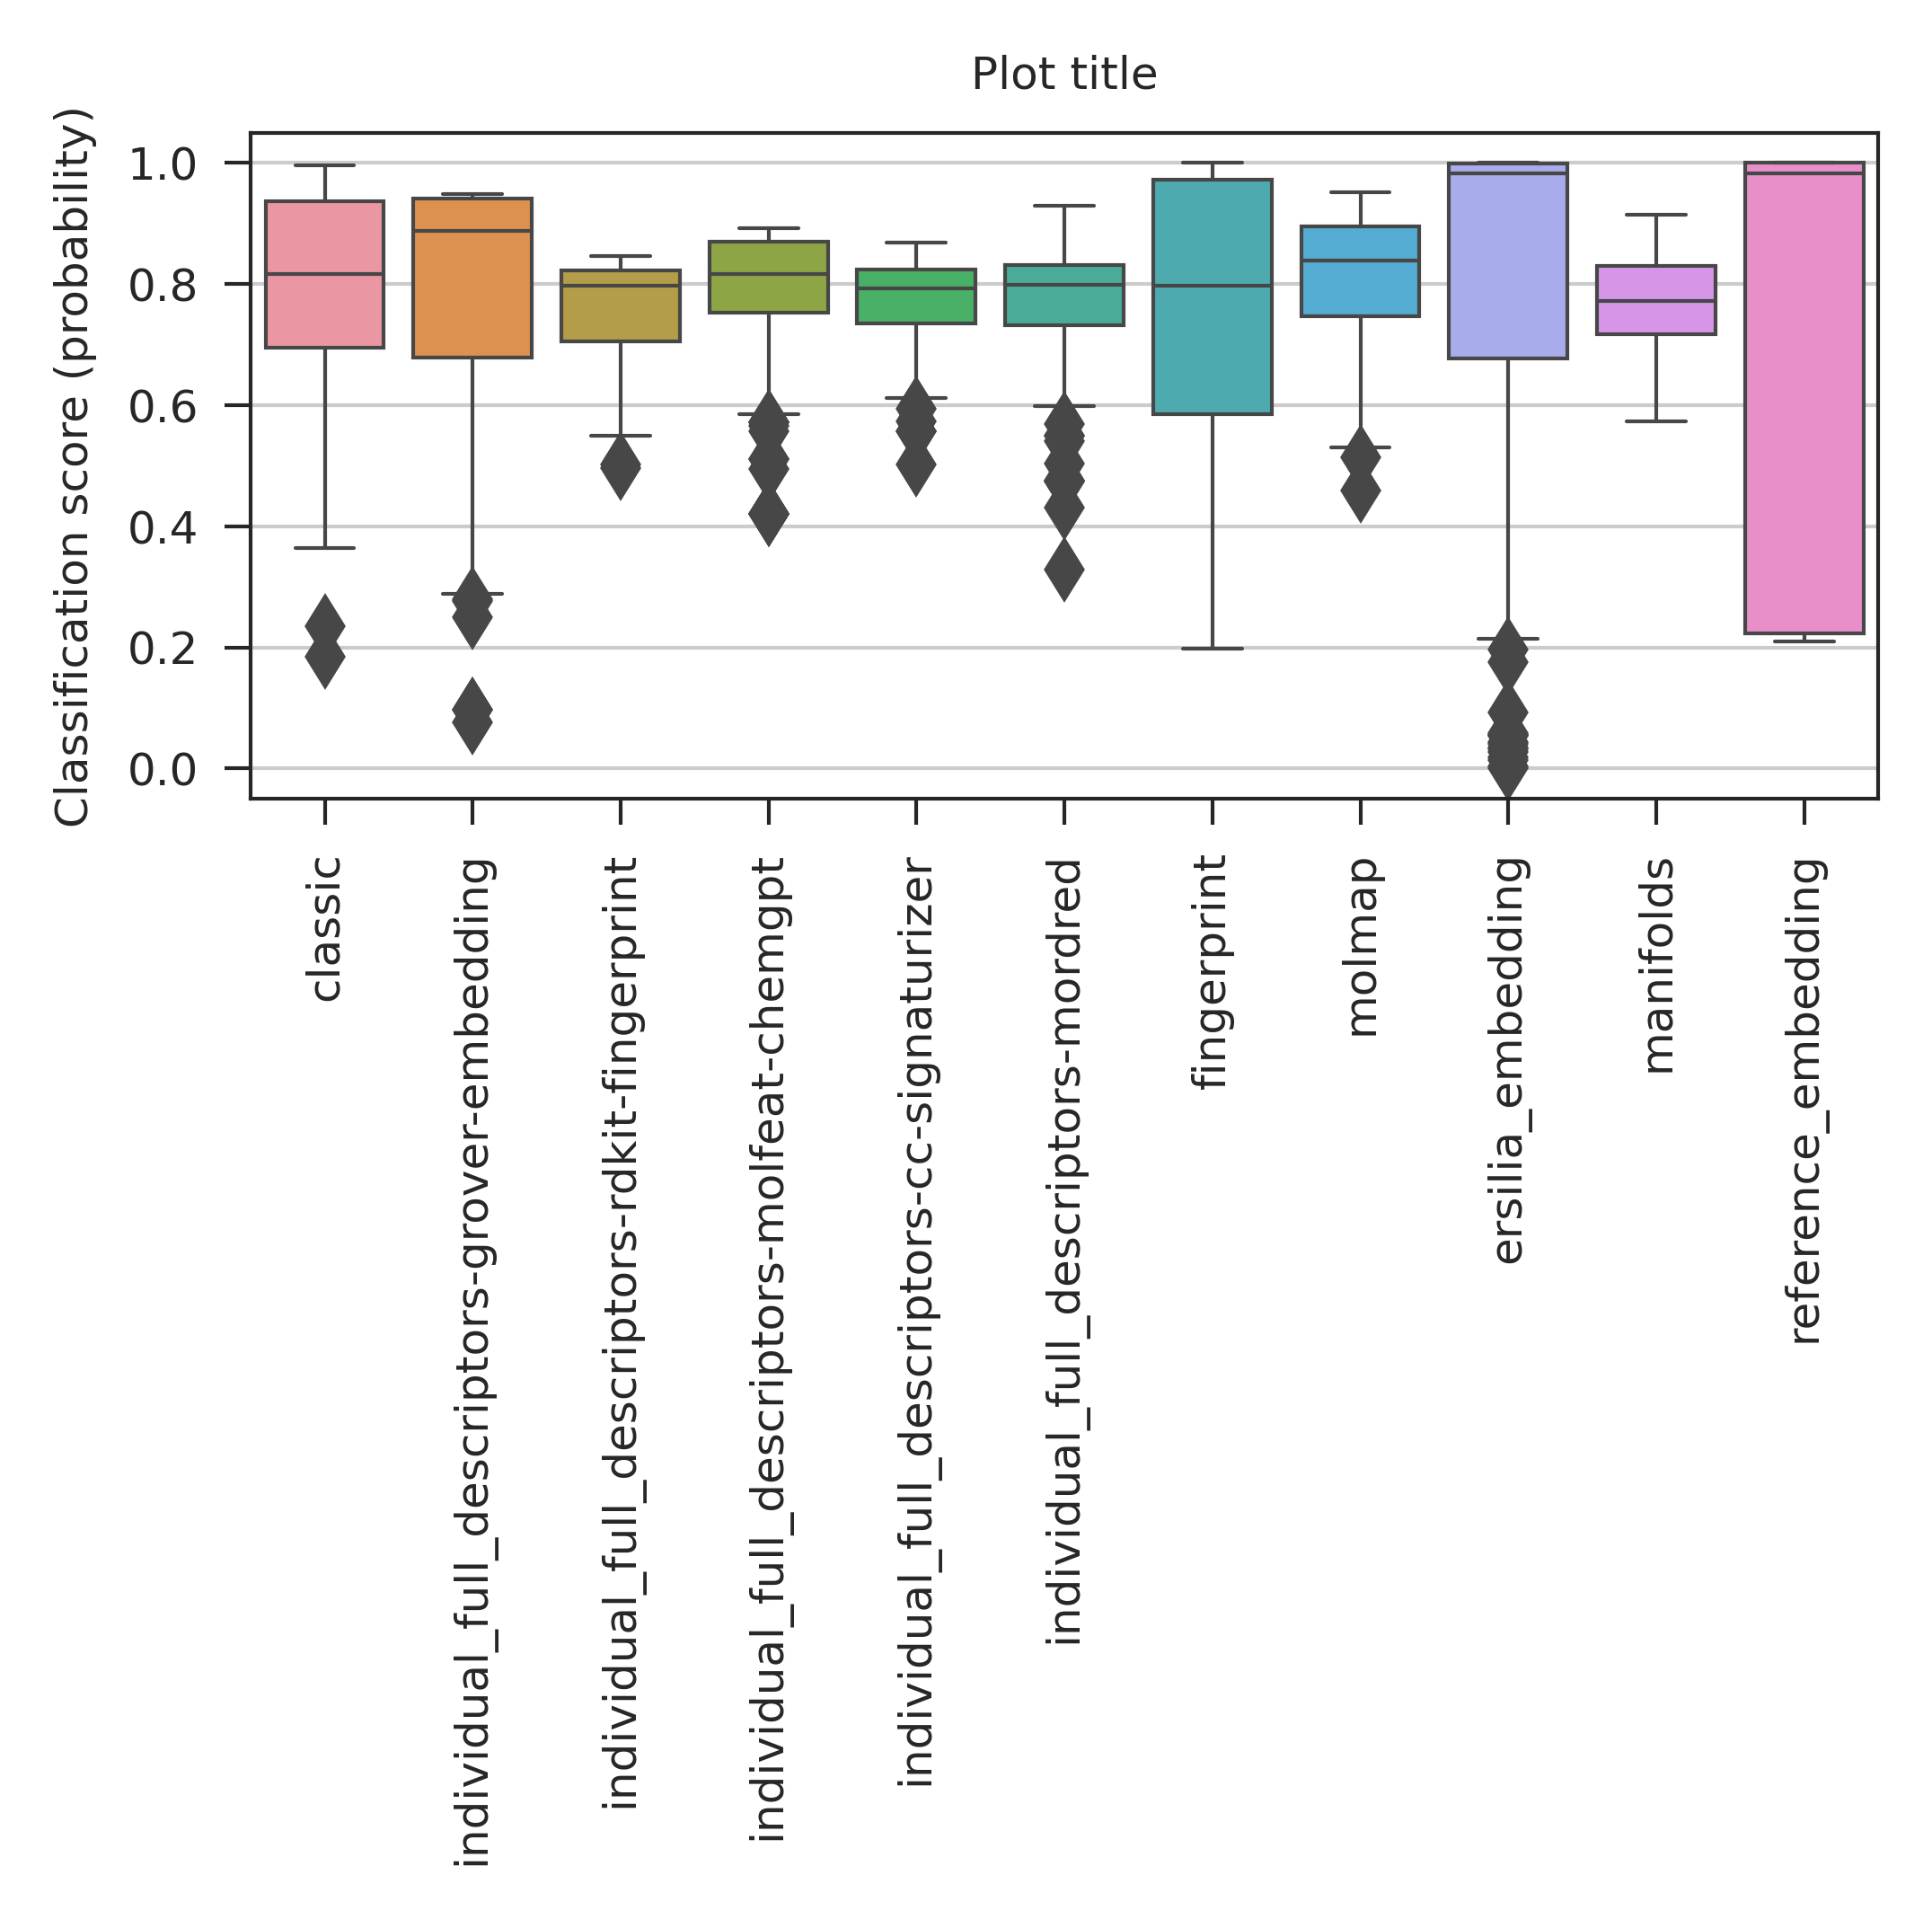 Plot title
Classification score (probability)
1.0
0.8
0.6
0.4
0.2
0.0
classic
individual_full_descriptors-grover-embedding
individual_full_descriptors-rdkit-fingerprint
individual_full_descriptors-molfeat-chemgpt
individual_full_descriptors-cc-signaturizer
individual_full_descriptors-mordred
fingerprint
molmap
ersilia_embedding
manifolds
reference_embedding